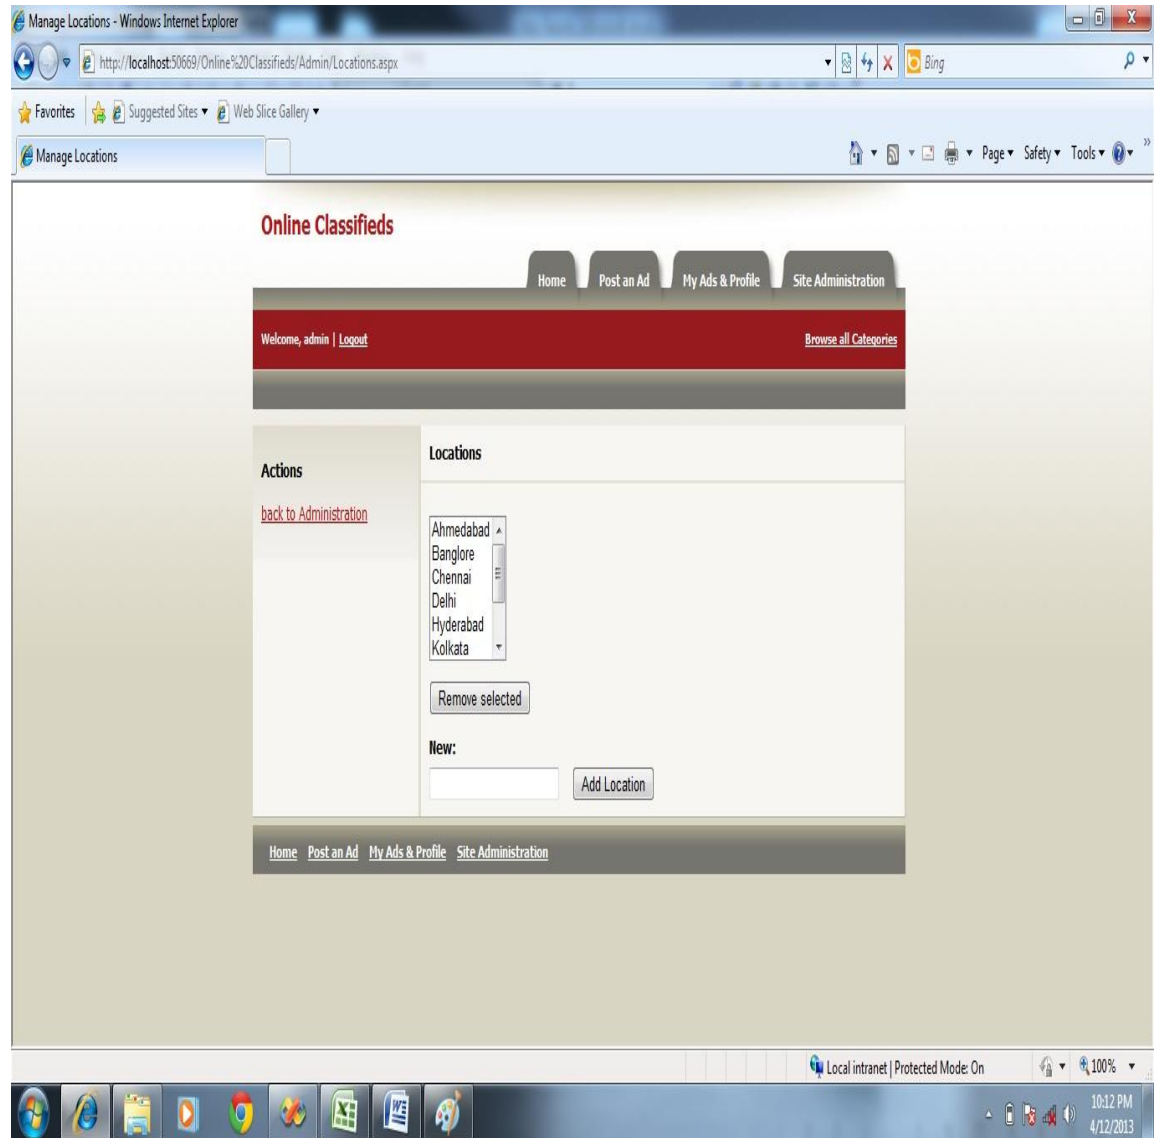 Manage Locations - Windows Internet Explorer
http://localhost:50669/Online%20Classifieds/Admin/Locations.aspx
Bing
Favorites Suggested Sites Web Slice Gallery
Manage Locations
Page Safety Tools
Online Classifieds
Home Post an Ad My Ads & Profile Site Administration
Welcome, admin | Logout Browse all Categories
Locations
Actions
back to Administration
Ahmedabad
Banglore
Chennai
Delhi
Hyderabad
Kolkata
Remove selected
New:
Add Location
Home Post an Ad My Ads & Profile Site Administration
Local intranet | Protected Mode: On 100%
10:12 PM
4/12/2013